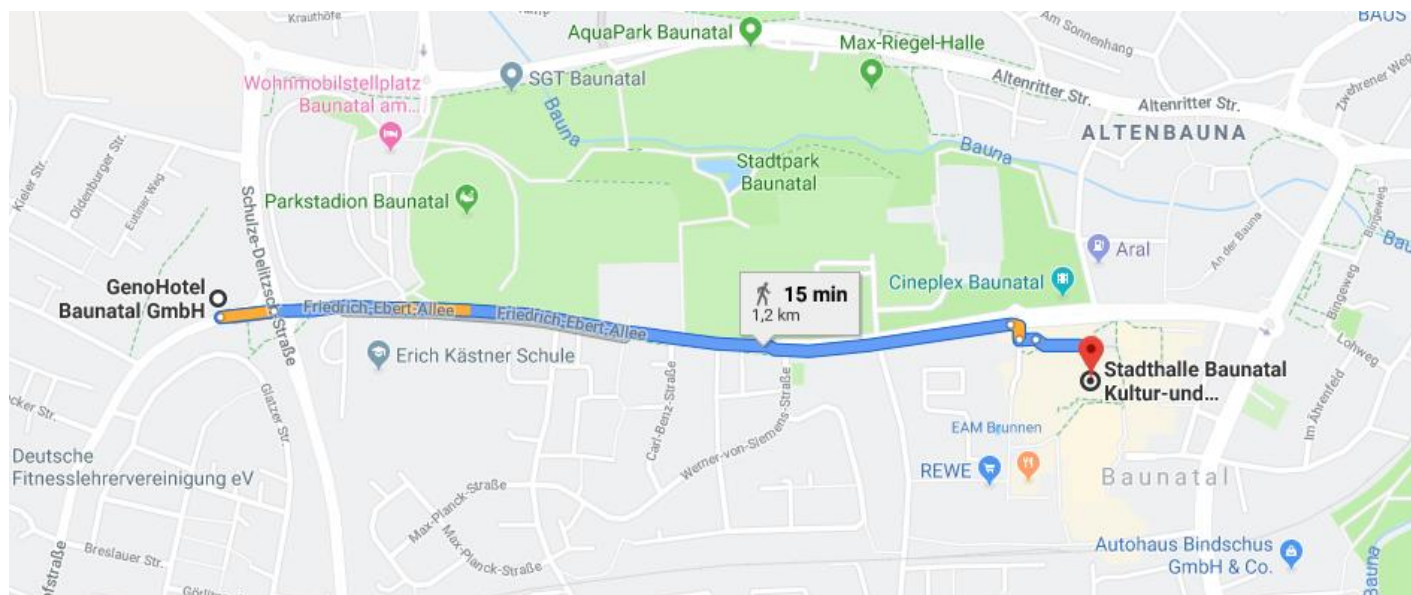 Krauthöfe
AquaPark Baunatal
Max-Riegel-Halle
Am Sonnenhang
BAUS
Zwehrener Weg
Wohnmobilstellplatz
Baunatal am...
SGT Baunatal
Altenritter Str.
Altenritter Str.
ALTENBAUNA
Bauna
Bauna
Kieler Str.
Oldenburger Str.
Eutiner Weg
Schulze-Delitzsch-Straße
Parkstadion Baunatal
Stadtpark
Baunatal
An der Bauna
Bingeweg
Bingeweg
Bau
Aral
Cineplex Baunatal
GenoHotel
Baunatal GmbH
15 min
1,2 km
Friedrich-Ebert-Allee
Friedrich-Ebert-Allee
Erich Kästner Schule
Lohweg
Stadthalle Baunatal
Kultur-und...
Glatzer Str.
Carl-Benz-Straße
Werner-von-Siemens-Straße
Im Ährenfeld
EAM Brunnen
REWE
Baunatal
cker Str.
Deutsche
Fitnesslehrervereinigung eV
Max-Planck-Straße
Max-Planck-Straße
Breslauer Str.
ofstraße
Autohaus Bindschus
GmbH & Co.
Bauna